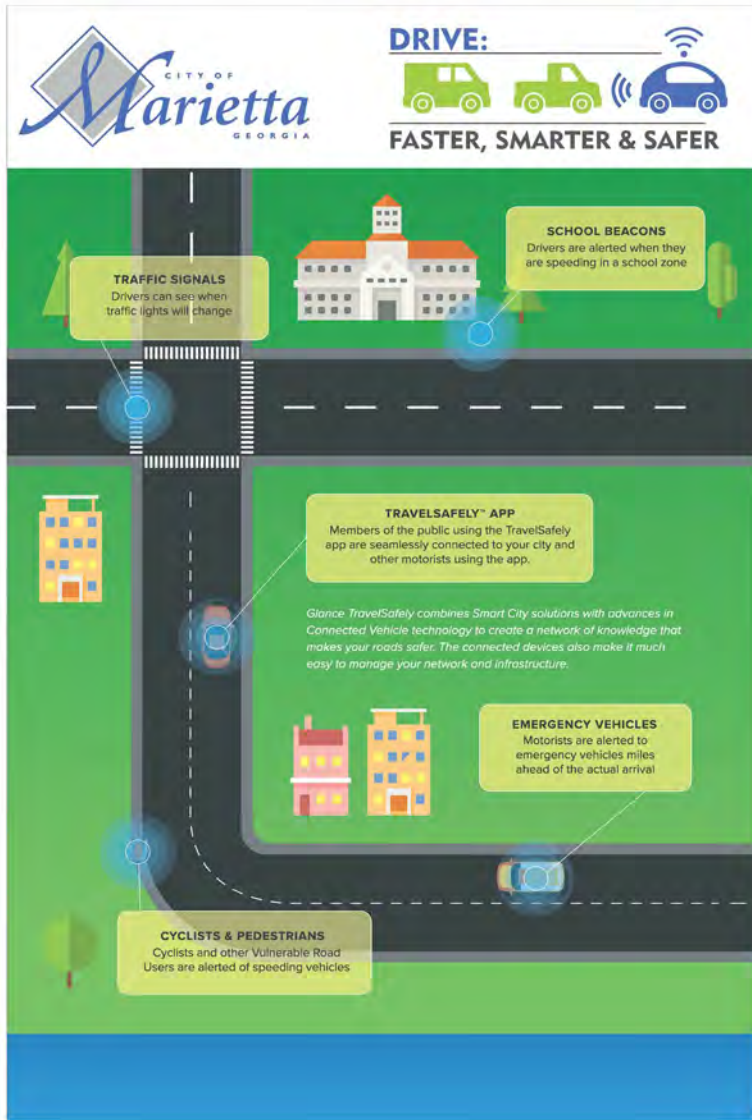 CITY OF
Marietta
GEORGIA
DRIVE:
FASTER, SMARTER & SAFER
SCHOOL BEACONS
Drivers are alerted when they
are speeding in a school zone
TRAFFIC SIGNALS
Drivers can see when
traffic lights will change
TRAVELSAFELY™ APP
Members of the public using the TravelSafely
app are seamlessly connected to your city and
other motorists using the app.
Glance TravelSafely combines Smart City solutions with advances in
Connected Vehicle technology to create a network of knowledge that
makes your roads safer. The connected devices also make it much
easy to manage your network and infrastructure.
EMERGENCY VEHICLES
Motorists are alerted to
emergency vehicles miles
ahead of the actual arrival
CYCLISTS & PEDESTRIANS
Cyclists and other Vulnerable Road
Users are alerted of speeding vehicles